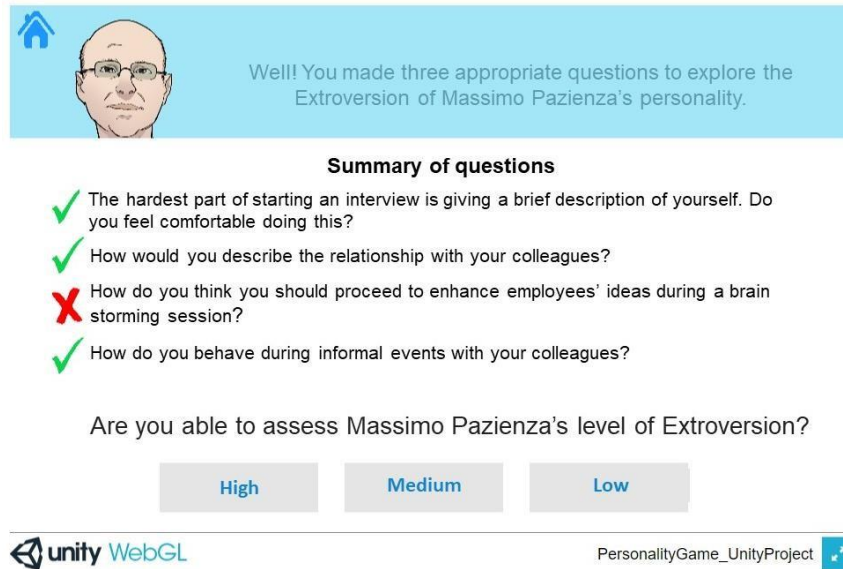 Well! You made three appropriate questions to explore the
Extroversion of Massimo Pazienza's personality.
Summary of questions
The hardest part of starting an interview is giving a brief description of yourself. Do
you feel comfortable doing this?
How would you describe the relationship with your colleagues?
How do you think you should proceed to enhance employees' ideas during a brain
storming session?
How do you behave during informal events with your colleagues?
Are you able to assess Massimo Pazienza's level of Extroversion?
High Medium Low
unity WebGL PersonalityGame_UnityProject